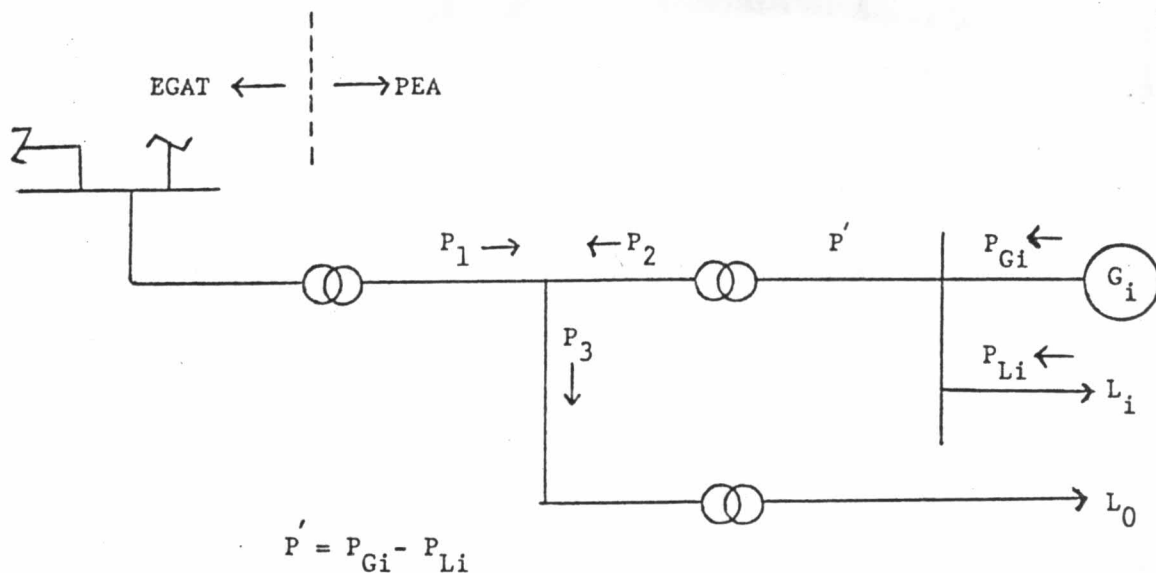 EGAT ← → PEA
P1 → ← P2 P' PGi ←
Gi
P3 ↓
PLi ←
Li
L0
P' = PGi - PLi